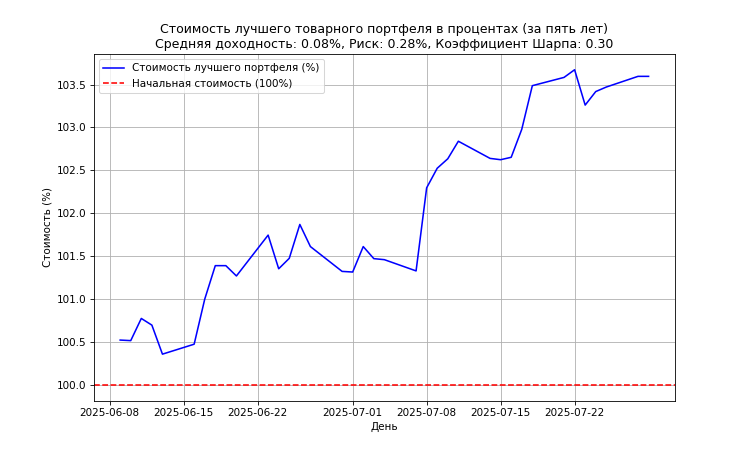 Стоимость лучшего товарного портфеля в процентах (за пять лет)
Средняя доходность: 0.08%, Риск: 0.28%, Коэффициент Шарпа: 0.30
Стоимость лучшего портфеля (%)
Начальная стоимость (100%)
Стоимость (%)
103.5
103.0
102.5
102.0
101.5
101.0
100.5
100.0
2025-06-08 2025-06-15 2025-06-22 2025-07-01 2025-07-08 2025-07-15 2025-07-22
День